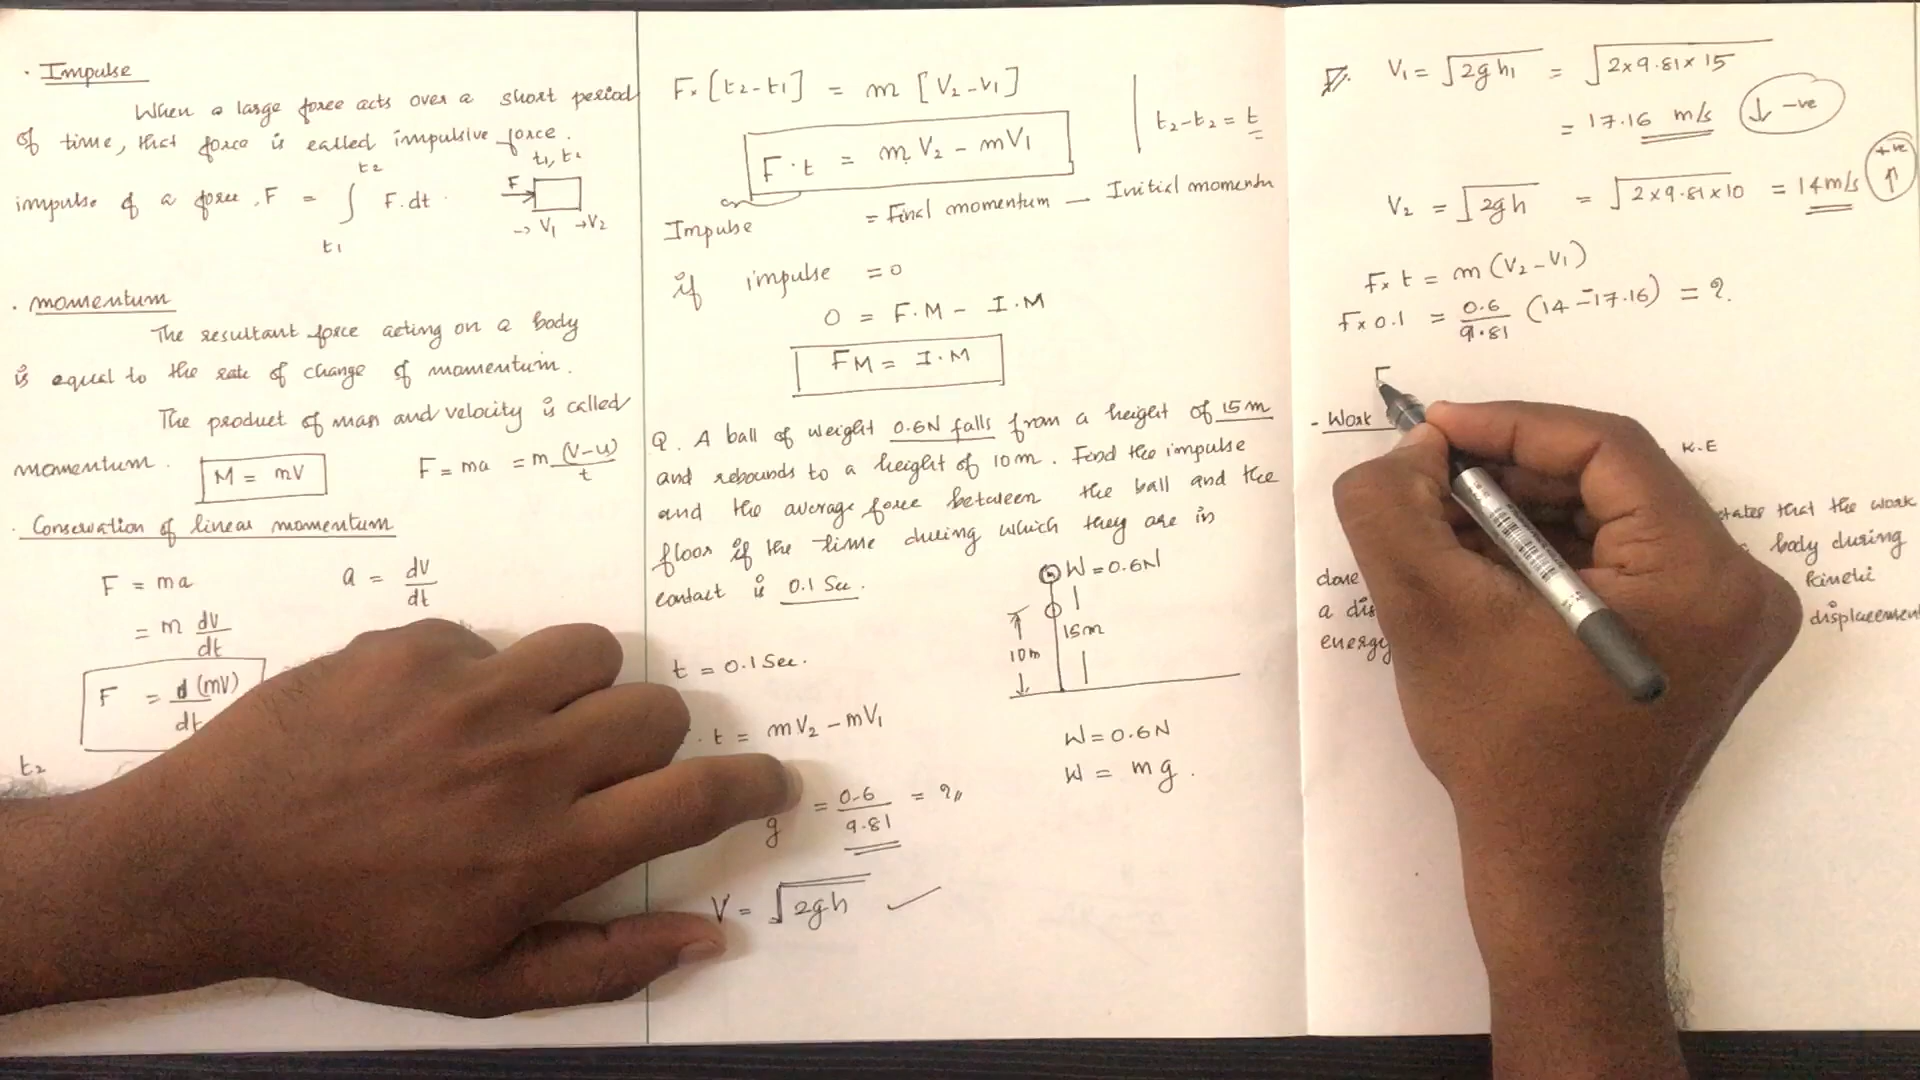 . Impulse
When a large force acts over a short period
of time, that force is called impulsive force.
impulse of a force, F = ∫ F.dt
t2
t1
t1, t2
F
→ V1 → V2
. momentum
The resultant force acting on a body
is equal to the rate of change of momentum.
The product of mass and velocity is called
momentum.
M = mV
F = ma = m (V-u)/t
. Conservation of linear momentum
F = ma
a = dV/dt
= m dV/dt
F = d(mV)/dt
t2
F × [t2-t1] = m [V2-V1]
t2-t2 = t
F · t = mV2 - mV1
Impulse = Final momentum — Initial momentu
if impulse = 0
0 = F.M - I.M
FM = I.M
Q. A ball of weight 0.6N falls from a height of 15m
and rebounds to a height of 10m. Find the impulse
and the average force between the ball and the
floor if the time during which they are in
contact is 0.1 Sec.
W = 0.6N
15m
10m
t = 0.1 Sec.
. t = mV2 - mV1
W = 0.6N
W = mg.
g = 0.6/9.81 = ?//
V = √2gh ✓
V1 = √2gh1 = √2×9.81×15
= 17.16 m/s ↓ -ve
V2 = √2gh = √2×9.81×10 = 14m/s +ve ↑
F× t = m (V2-V1)
F×0.1 = 0.6/9.81 (14 - -17.16) = ?.
- Work
K.E
states that the work
done
body during
a dis
kinetic
energy
displacement